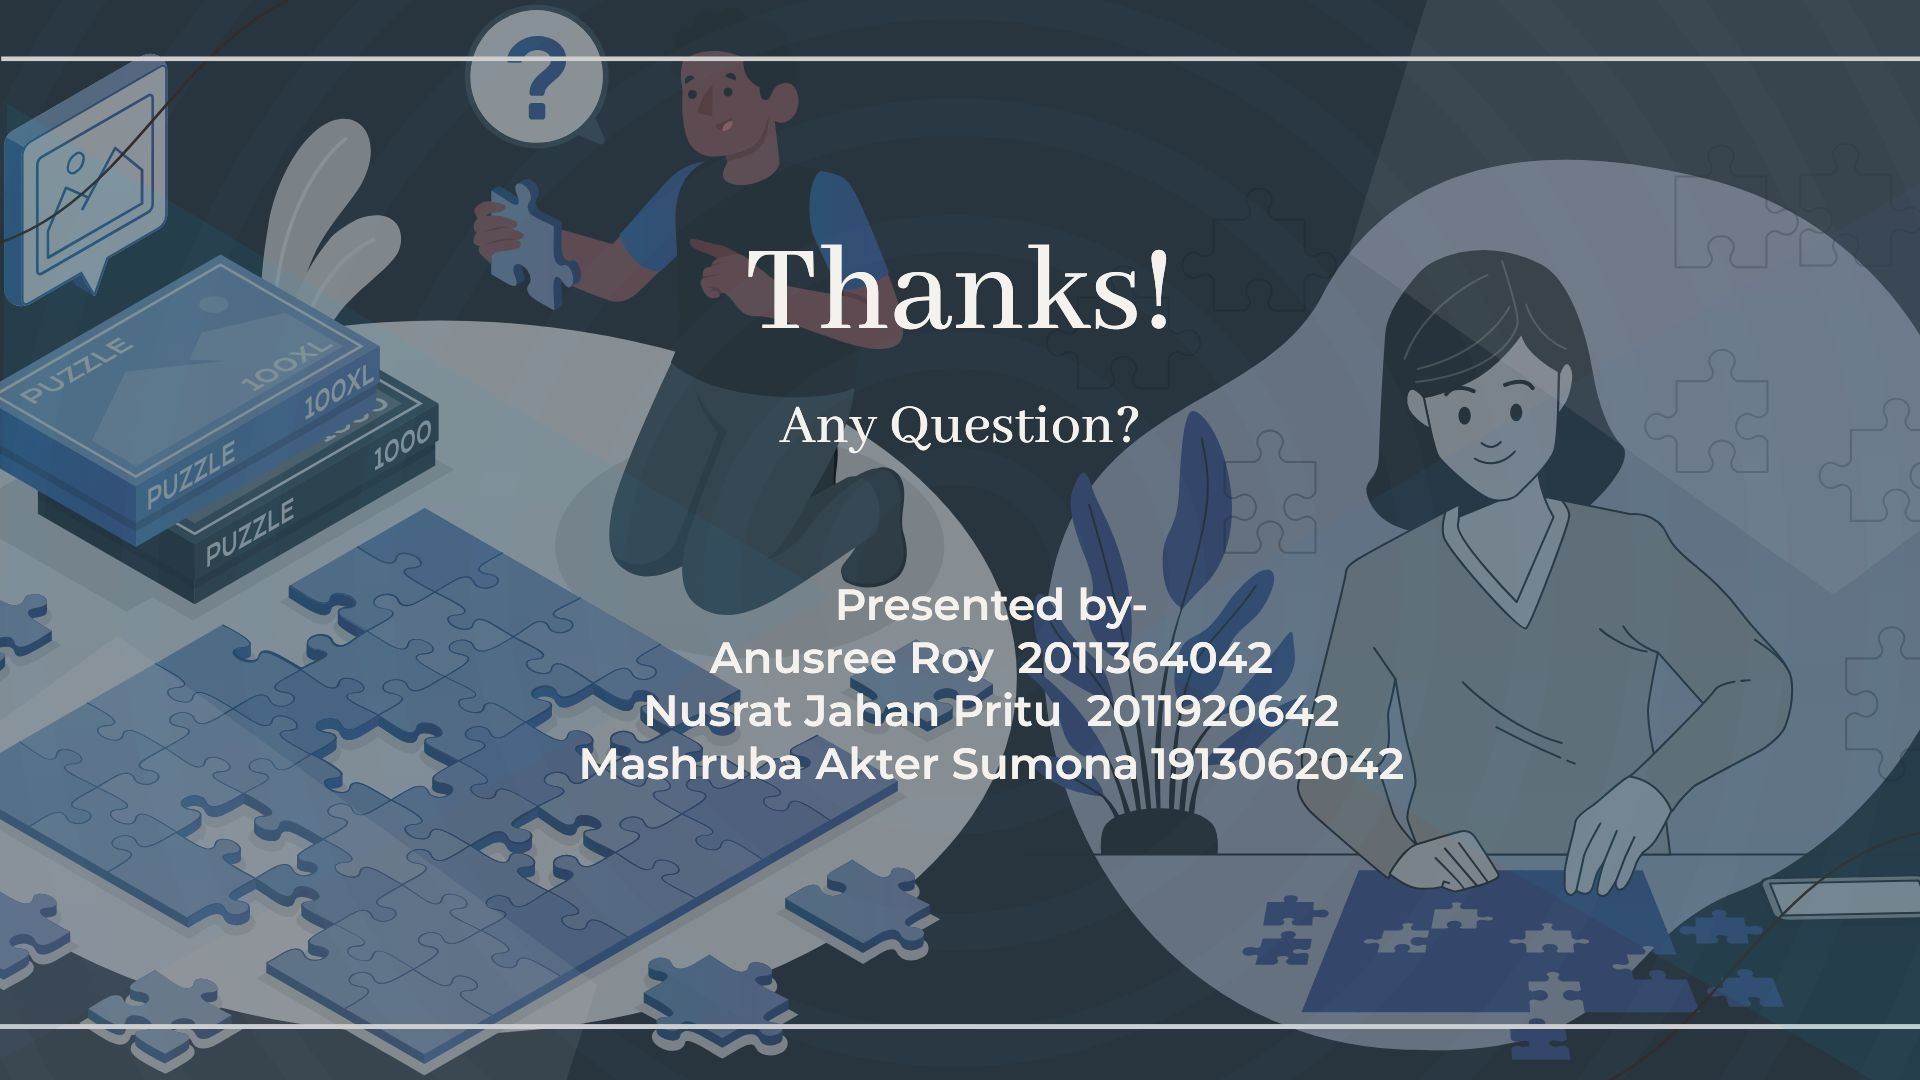 ?
Thanks!
Any Question?
PUZZLE
100XL
100XL
PUZZLE
1000
PUZZLE
Presented by-
Anusree Roy 2011364042
Nusrat Jahan Pritu 2011920642
Mashruba Akter Sumona 1913062042